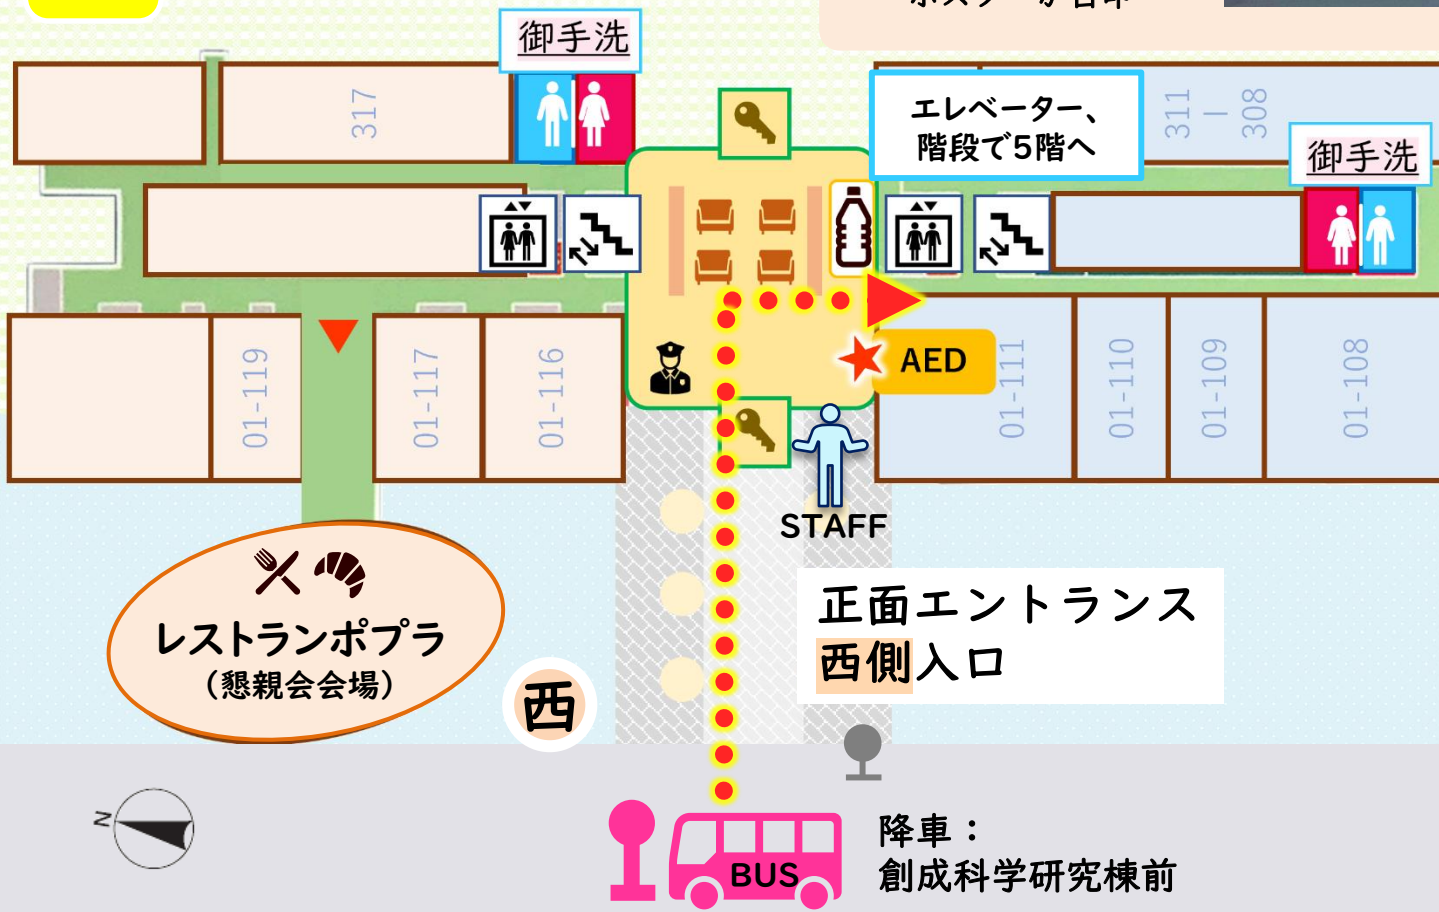 御手洗
317
エレベーター、
階段で5階へ
311
|
308
御手洗
01-119
01-117
01-116
AED
01-111
01-110
01-109
01-108
STAFF
レストランポプラ
(懇親会会場)
正面エントランス
西側入口
西
N
BUS
降車:
創成科学研究棟前